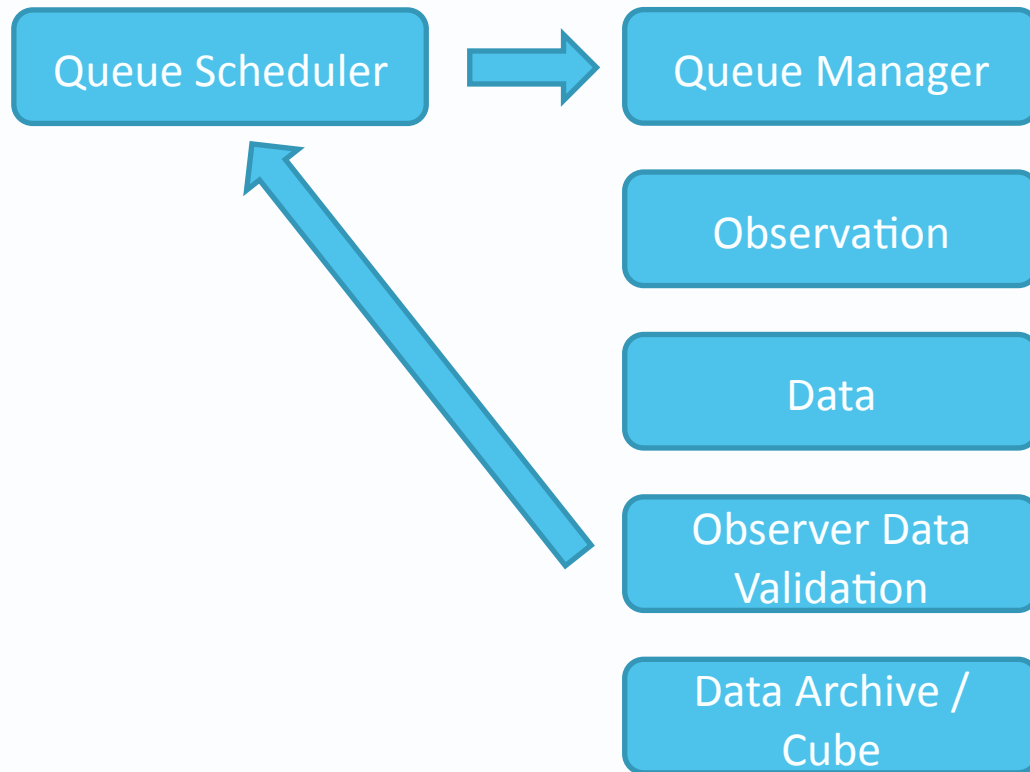 Queue Scheduler
Queue Manager
Observation
Data
Observer Data
Validation
Data Archive /
Cube